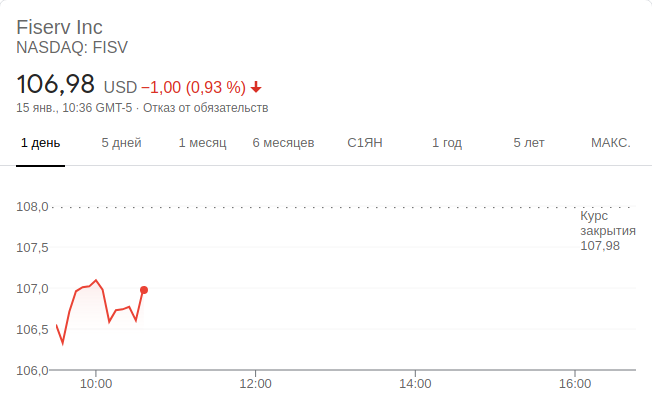 Fiserv Inc
NASDAQ: FISV
106,98 USD −1,00 (0,93 %)
15 янв., 10:36 GMT-5 · Отказ от обязательств
1 день 5 дней 1 месяц 6 месяцев С1ЯН 1 год 5 лет МАКС.
108,0
Курс
закрытия
107,98
107,5
107,0
106,5
106,0
10:00 12:00 14:00 16:00